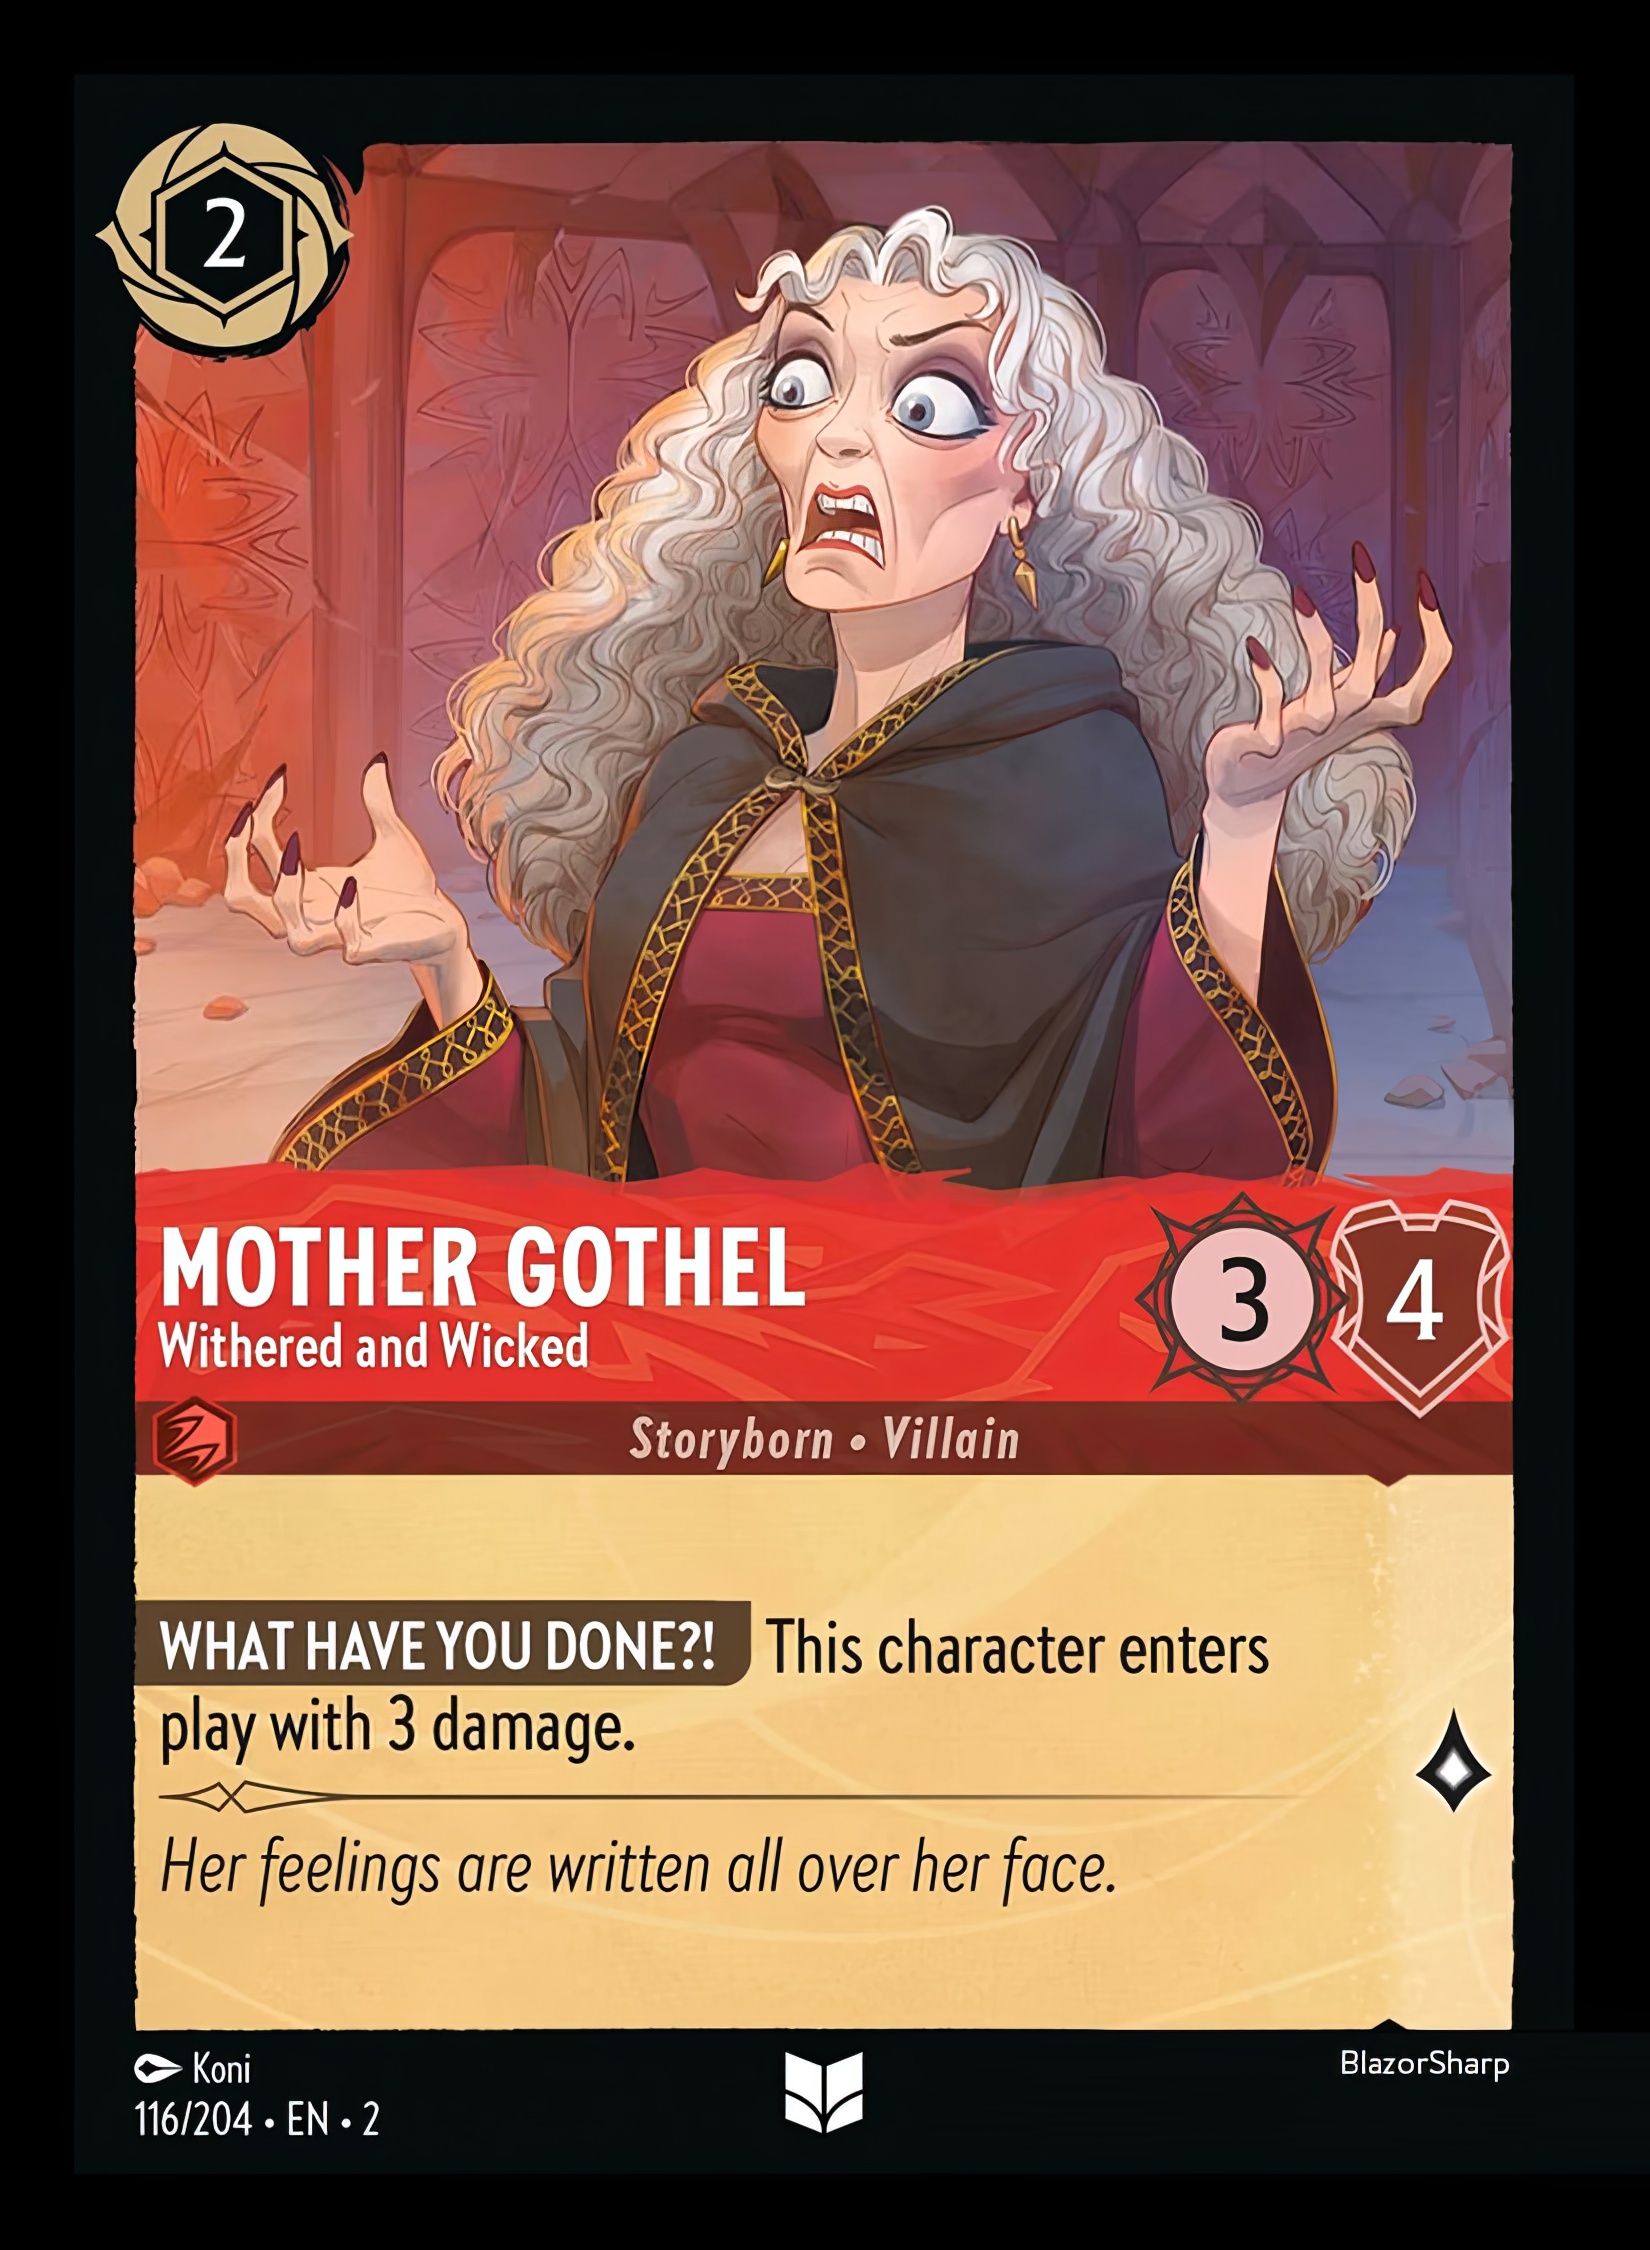 2
MOTHER GOTHEL
Withered and Wicked
3
4
Storyborn • Villain
WHAT HAVE YOU DONE?! This character enters
play with 3 damage.
Her feelings are written all over her face.
Koni
BlazorSharp
116/204 • EN • 2